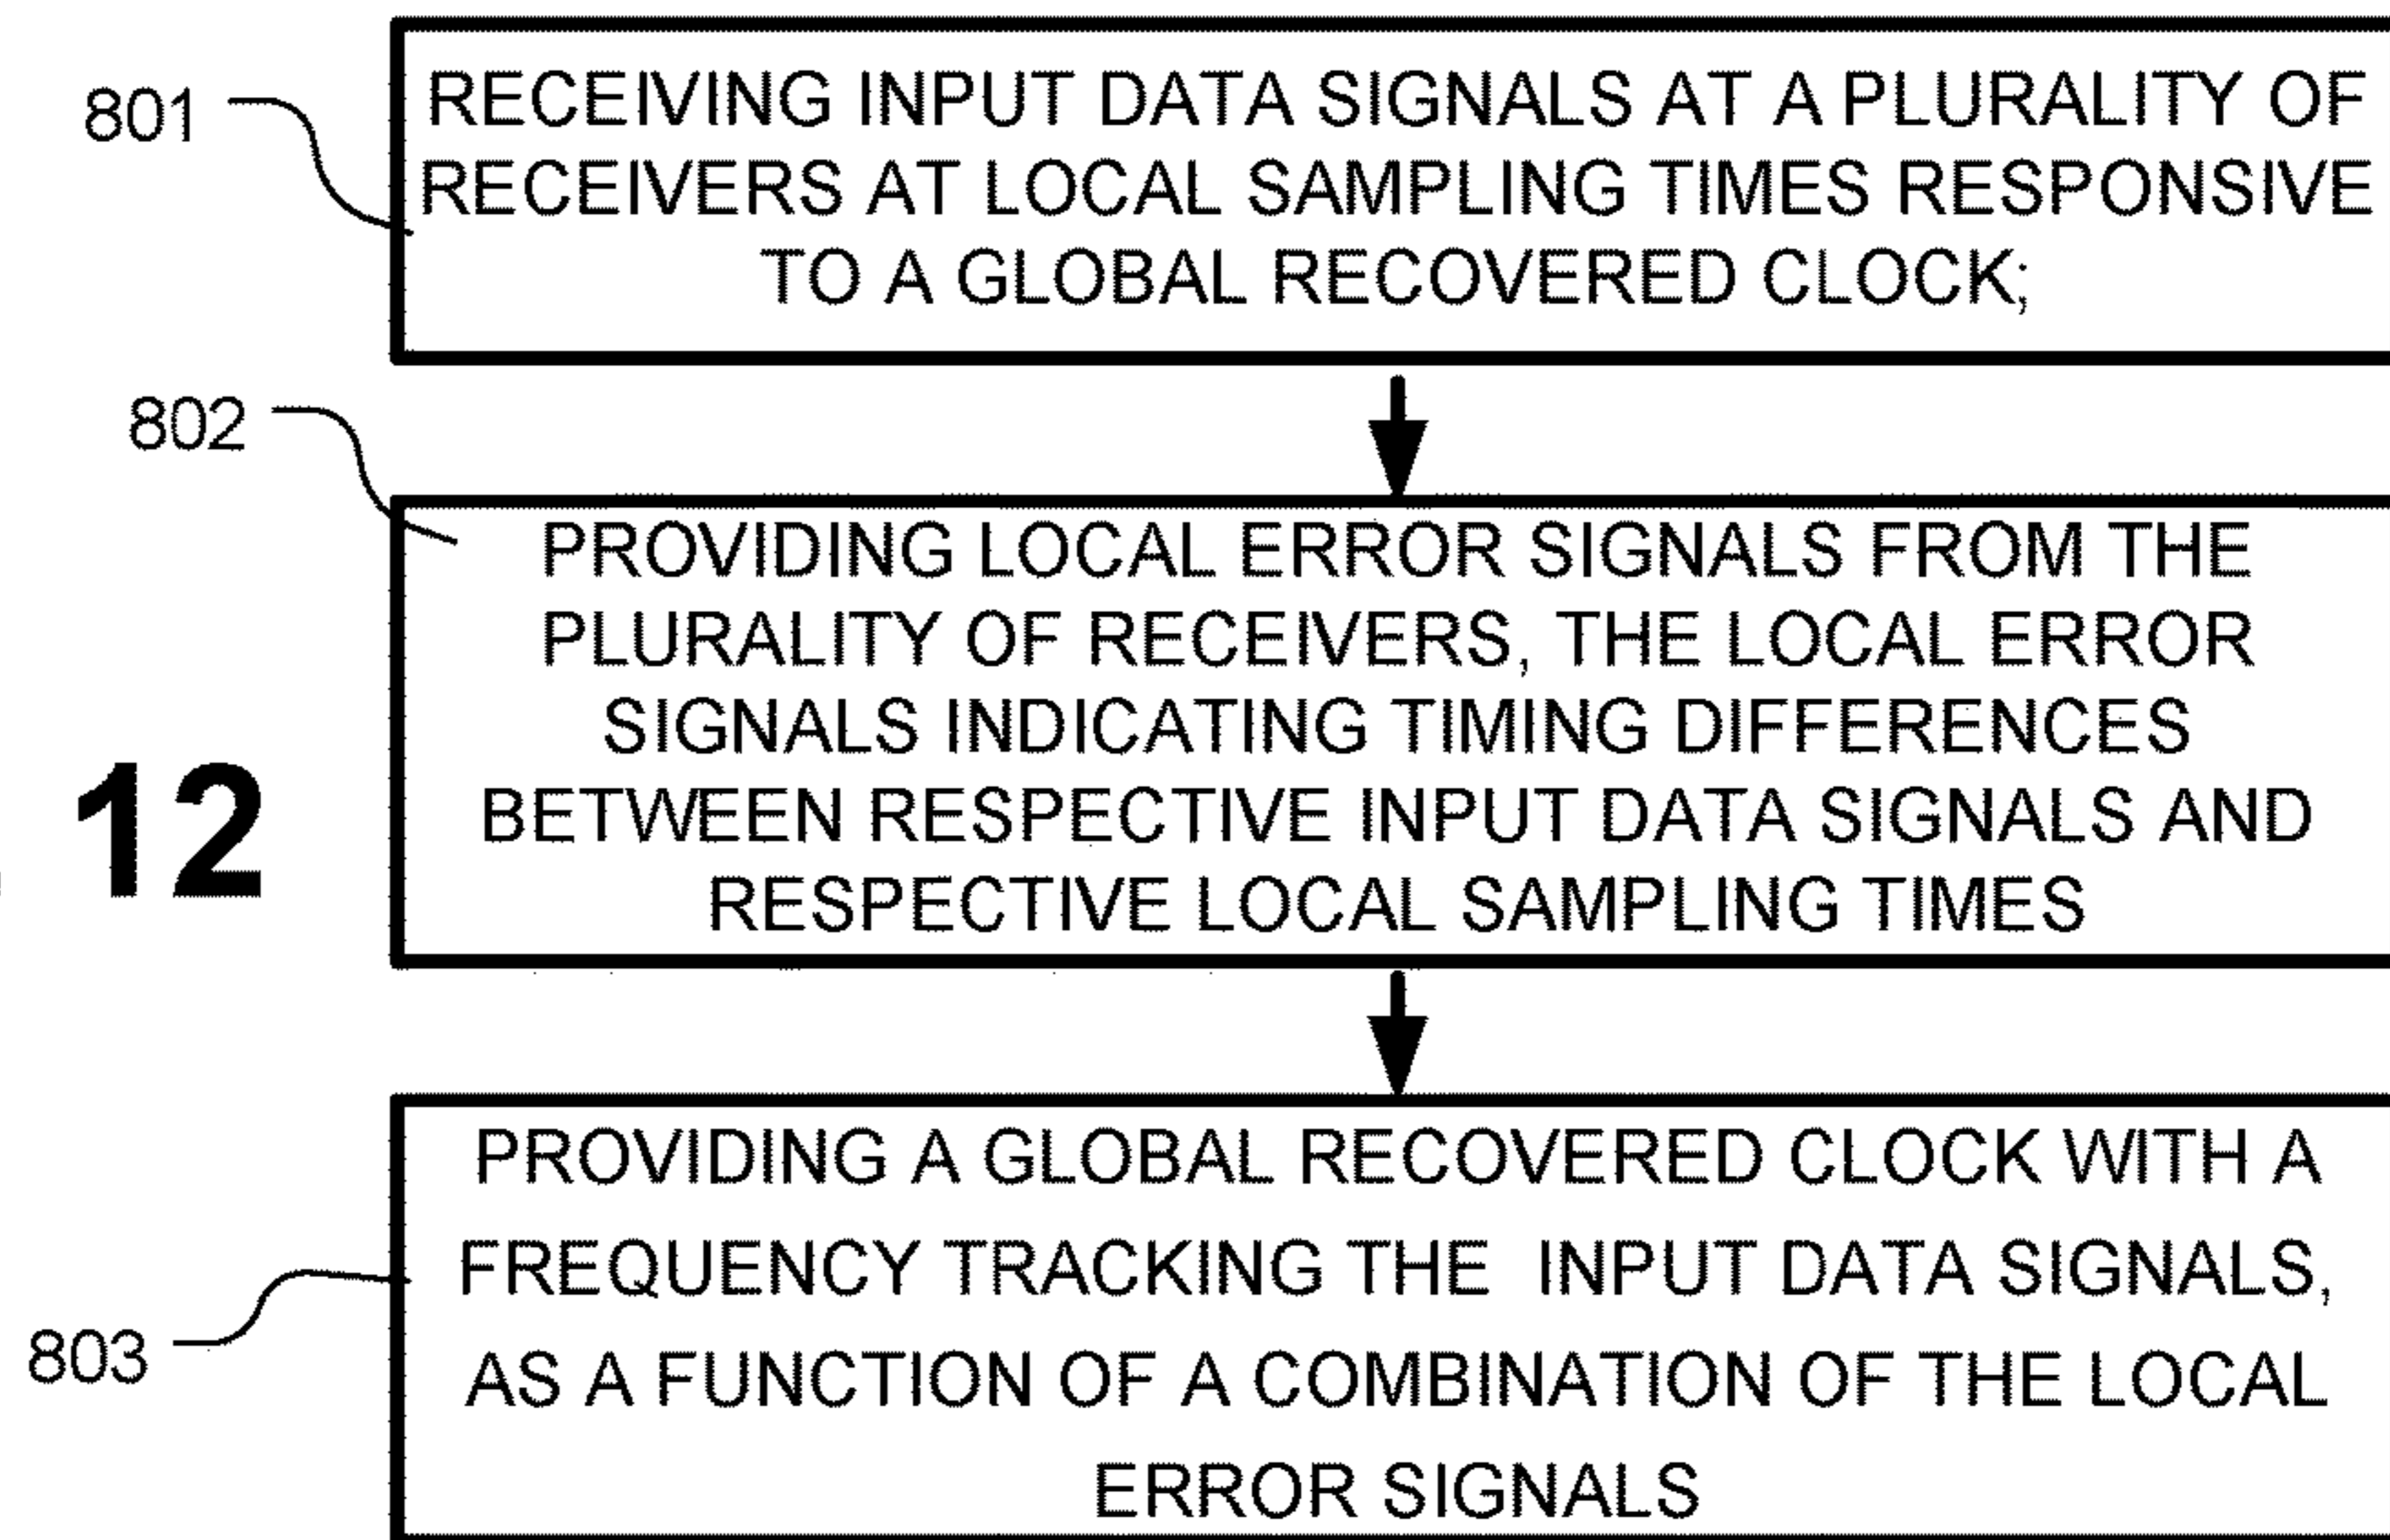 801
RECEIVING INPUT DATA SIGNALS AT A PLURALITY OF
RECEIVERS AT LOCAL SAMPLING TIMES RESPONSIVE
TO A GLOBAL RECOVERED CLOCK;
802
PROVIDING LOCAL ERROR SIGNALS FROM THE
PLURALITY OF RECEIVERS, THE LOCAL ERROR
SIGNALS INDICATING TIMING DIFFERENCES
BETWEEN RESPECTIVE INPUT DATA SIGNALS AND
RESPECTIVE LOCAL SAMPLING TIMES
12
PROVIDING A GLOBAL RECOVERED CLOCK WITH A
FREQUENCY TRACKING THE INPUT DATA SIGNALS,
AS A FUNCTION OF A COMBINATION OF THE LOCAL
ERROR SIGNALS
803